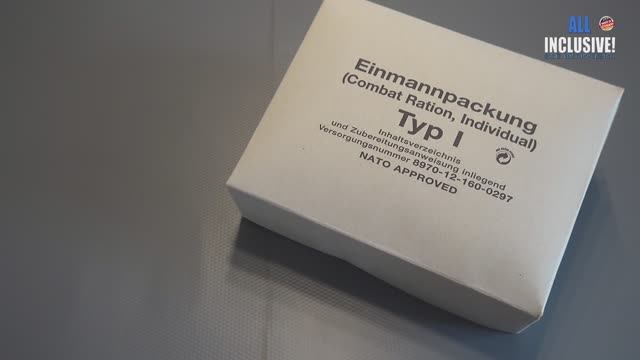 ALL
INCLUSIVE!
Einmannpackung
(Combat Ration, Individual)
Typ I
Inhaltsverzeichnis
und Zubereitungsanweisung inliegend
Versorgungsnummer 8970-12-160-0297
NATO APPROVED